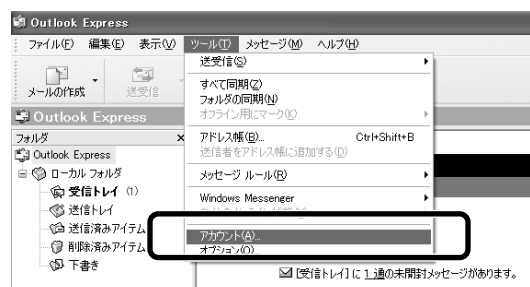 Outlook Express
ファイル(F) 編集(E) 表示(V) ツール(T) メッセージ(M) ヘルプ(H)
メールの作成
送受信
送受信(S)
すべて同期(Z)
フォルダの同期(N)
オフライン用にマーク(K)
アドレス帳(B)... Ctrl+Shift+B
送信者をアドレス帳に追加する(D)
メッセージ ルール(R)
Windows Messenger
アカウント(A)...
オプション(O)...
Outlook Express
フォルダ ×
Outlook Express
ローカル フォルダ
受信トレイ (1)
送信トレイ
送信済みアイテム
削除済みアイテム
下書き
[受信トレイ] に 1 通の未開封メッセージがあります。